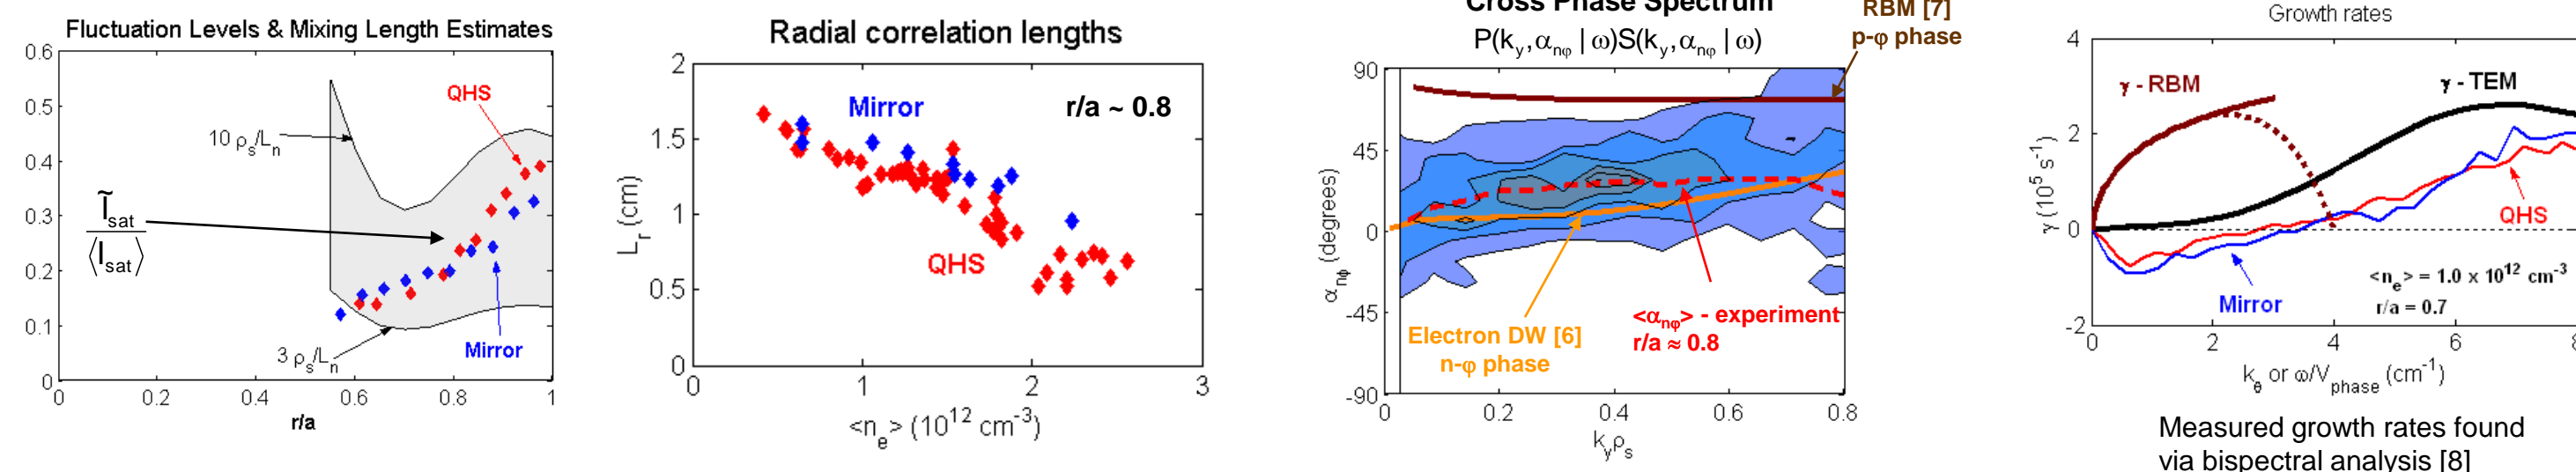 Fluctuation Levels & Mixing Length Estimates
0.6
0.5
0.4
0.3
0.2
0.1
0
0
0.2
0.4
0.6
0.8
1
r/a
QHS
10 ρs/Ln
Ĩsat
⟨Isat⟩
3 ρs/Ln
Mirror
Radial correlation lengths
2
1.5
1
0.5
0
0
1
2
3
Lr (cm)
<ne> (10^12 cm^-3)
Mirror
r/a ~ 0.8
QHS
Cross Phase Spectrum
P(ky,αnφ | ω)S(ky,αnφ | ω)
RBM [7]
p-φ phase
90
45
0
-45
-90
0
0.2
0.4
0.6
0.8
αnφ (degrees)
kyρs
Electron DW [6]
n-φ phase
<αnφ> - experiment
r/a ≈ 0.8
Growth rates
4
2
0
-2
0
2
4
6
γ (10^5 s^-1)
γ - RBM
γ - TEM
QHS
Mirror
<ne> = 1.0 x 10^12 cm^-3
r/a = 0.7
kθ or ω/Vphase (cm^-1)
Measured growth rates found
via bispectral analysis [8]